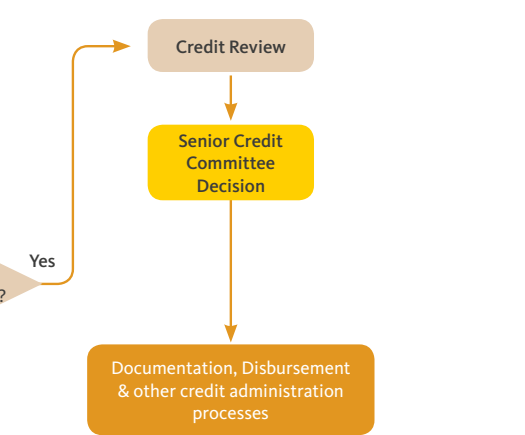 Credit Review
Senior Credit
Committee
Decision
Yes
?
Documentation, Disbursement
& other credit administration
processes